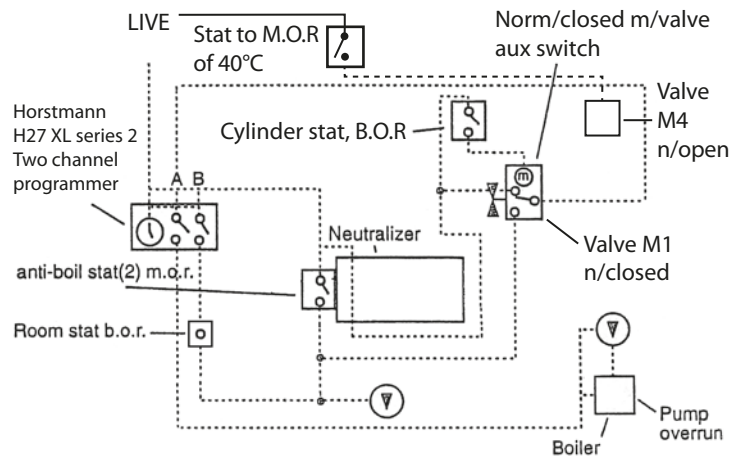 LIVE
Stat to M.O.R
of 40°C
Norm/closed m/valve
aux switch
Horstmann
H27 XL series 2
Two channel
programmer
Cylinder stat, B.O.R
Valve
M4
n/open
m
A B
Neutralizer
Valve M1
n/closed
anti-boil stat(2) m.o.r.
Room stat b.o.r.
Pump
overrun
Boiler